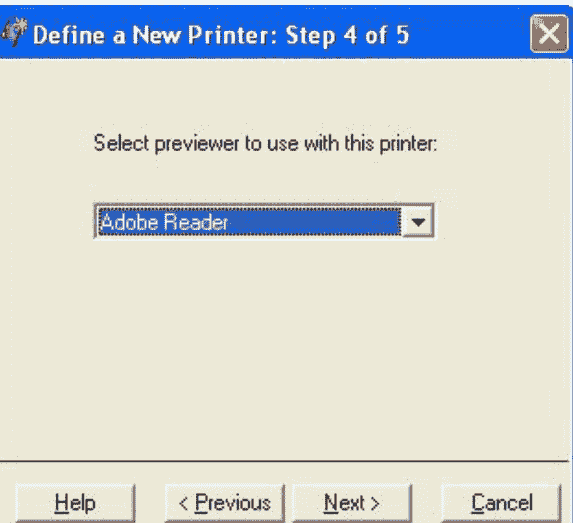 Define a New Printer: Step 4 of 5
Select previewer to use with this printer:
Adobe Reader
Help < Previous Next > Cancel